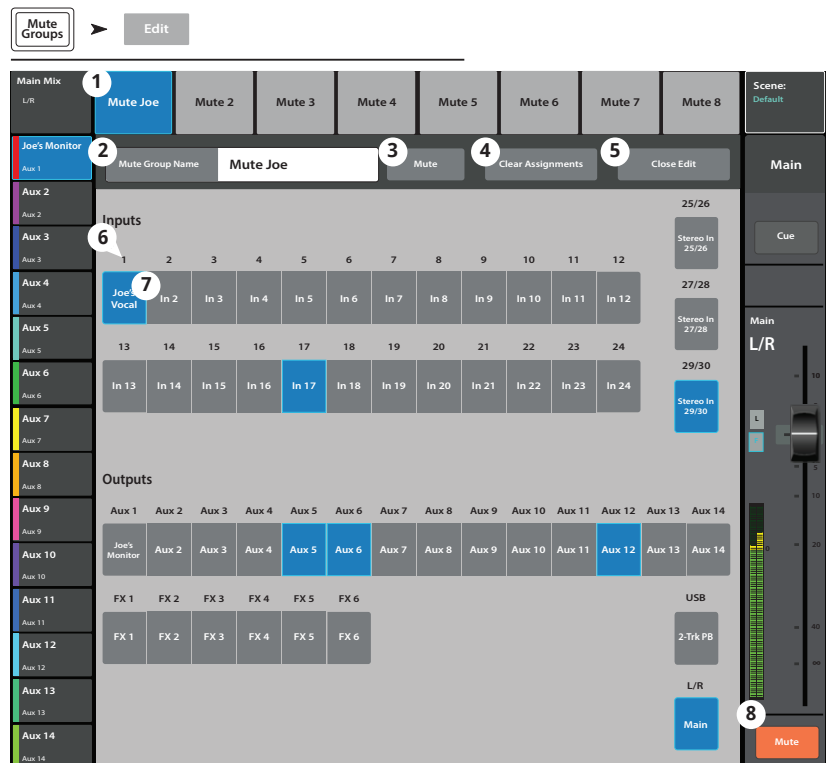 Mute
Groups
Edit
Main Mix
L/R
1
Mute Joe
Mute 2
Mute 3
Mute 4
Mute 5
Mute 6
Mute 7
Mute 8
Scene:
Default
Joe's Monitor
Aux 1
2
Mute Group Name
Mute Joe
3
Mute
4
Clear Assignments
5
Close Edit
Main
Aux 2
Aux 2
Aux 3
Aux 3
Aux 4
Aux 4
Aux 5
Aux 5
Aux 6
Aux 6
Aux 7
Aux 7
Aux 8
Aux 8
Aux 9
Aux 9
Aux 10
Aux 10
Aux 11
Aux 11
Aux 12
Aux 12
Aux 13
Aux 13
Aux 14
Aux 14
Inputs
6
1 2 3 4 5 6 7 8 9 10 11 12
7
Joe's
Vocal
In 2 In 3 In 4 In 5 In 6 In 7 In 8 In 9 In 10 In 11 In 12
13 14 15 16 17 18 19 20 21 22 23 24
In 13 In 14 In 15 In 16 In 17 In 18 In 19 In 20 In 21 In 22 In 23 In 24
25/26
Stereo In
25/26
27/28
Stereo In
27/28
29/30
Stereo In
29/30
Outputs
Aux 1 Aux 2 Aux 3 Aux 4 Aux 5 Aux 6 Aux 7 Aux 8 Aux 9 Aux 10 Aux 11 Aux 12 Aux 13 Aux 14
Joe's
Monitor
Aux 2 Aux 3 Aux 4 Aux 5 Aux 6 Aux 7 Aux 8 Aux 9 Aux 10 Aux 11 Aux 12 Aux 13 Aux 14
FX 1 FX 2 FX 3 FX 4 FX 5 FX 6
FX 1 FX 2 FX 3 FX 4 FX 5 FX 6
USB
2-Trk PB
L/R
Main
Cue
Main
L/R
10
L
5
10
20
0
40
∞
8
Mute